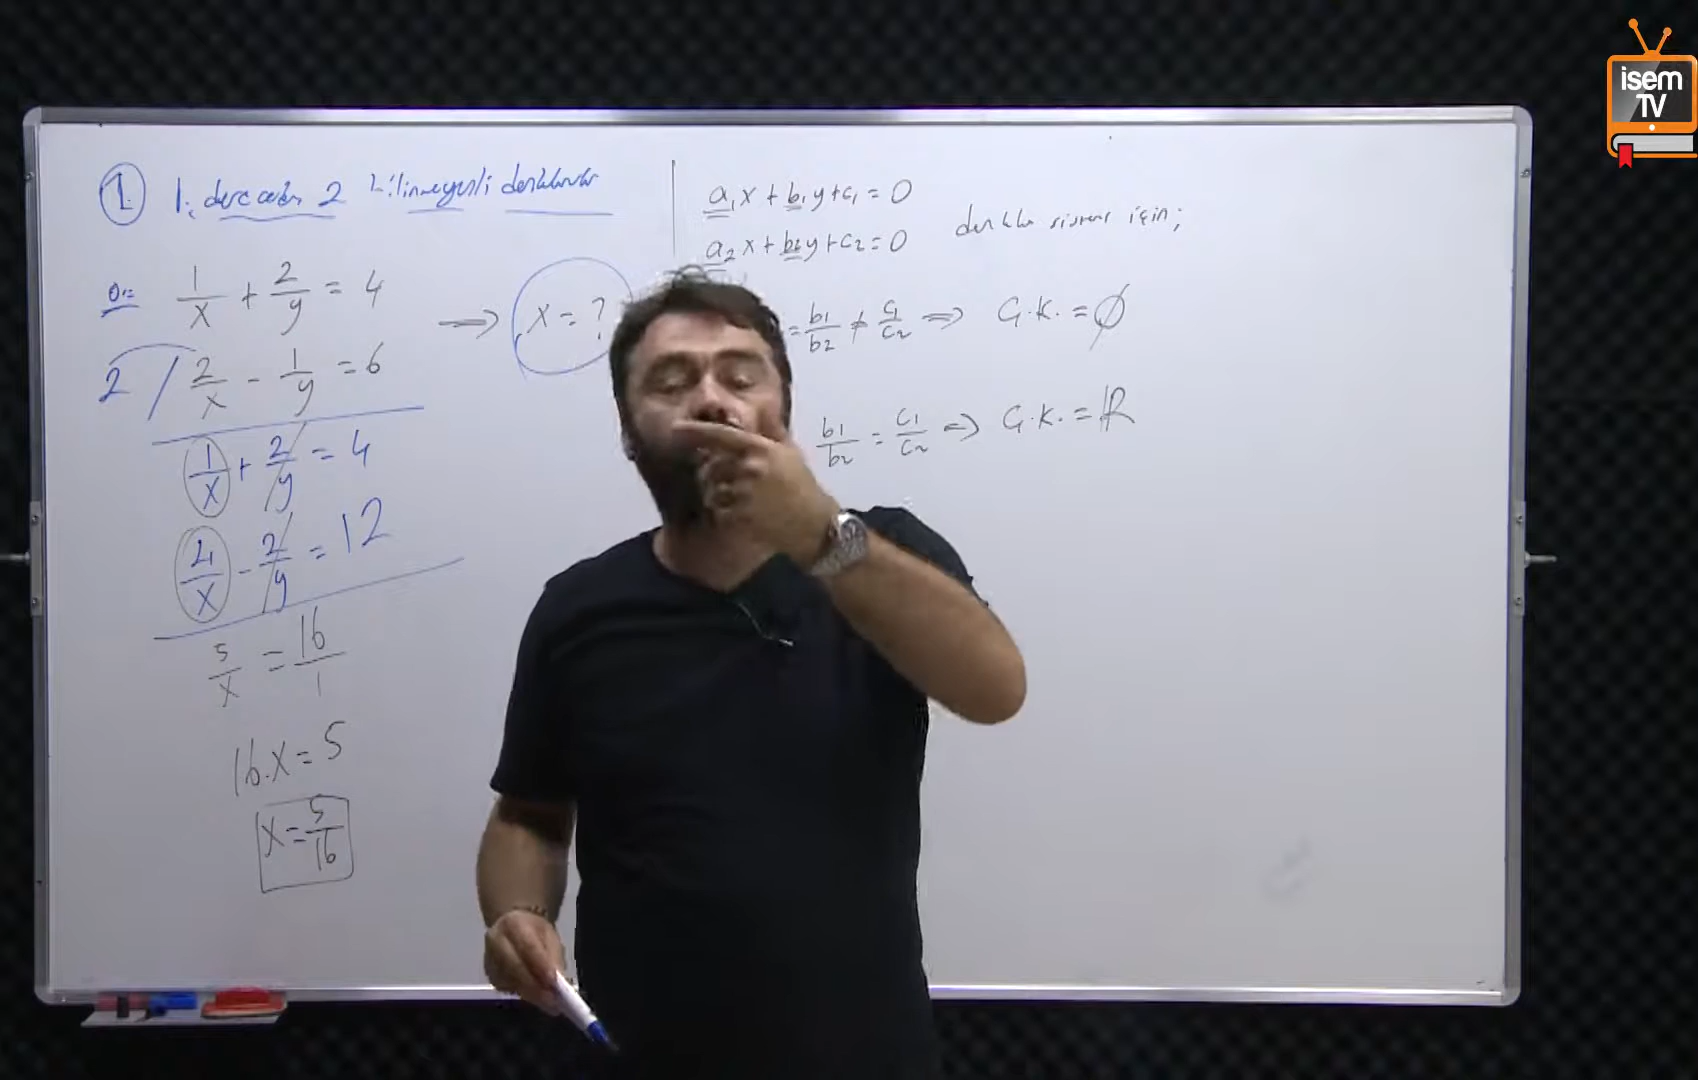 1. 1. dereceden 2 bilinmeyenli denklemler
Ör:
1/x + 2/y = 4
2 / 2/x - 1/y = 6
⇒ x = ?
1/x + 2/y = 4
4/x - 2/y = 12
5/x = 16/1
16.x = 5
x = 5/16
a₁x + b₁y + c₁ = 0
a₂x + b₂y + c₂ = 0 denklem sistemi için;
= b₁/b₂ ≠ c₁/c₂ ⇒ Ç.K. = ∅
b₁/b₂ = c₁/c₂ ⇒ Ç.K. = ℝ
isem
TV